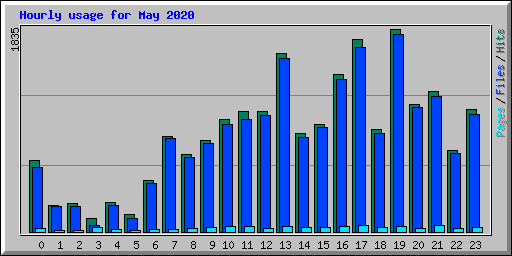 Hourly usage for May 2020
1835
Pages/Files/Hits
0 1 2 3 4 5 6 7 8 9 10 11 12 13 14 15 16 17 18 19 20 21 22 23